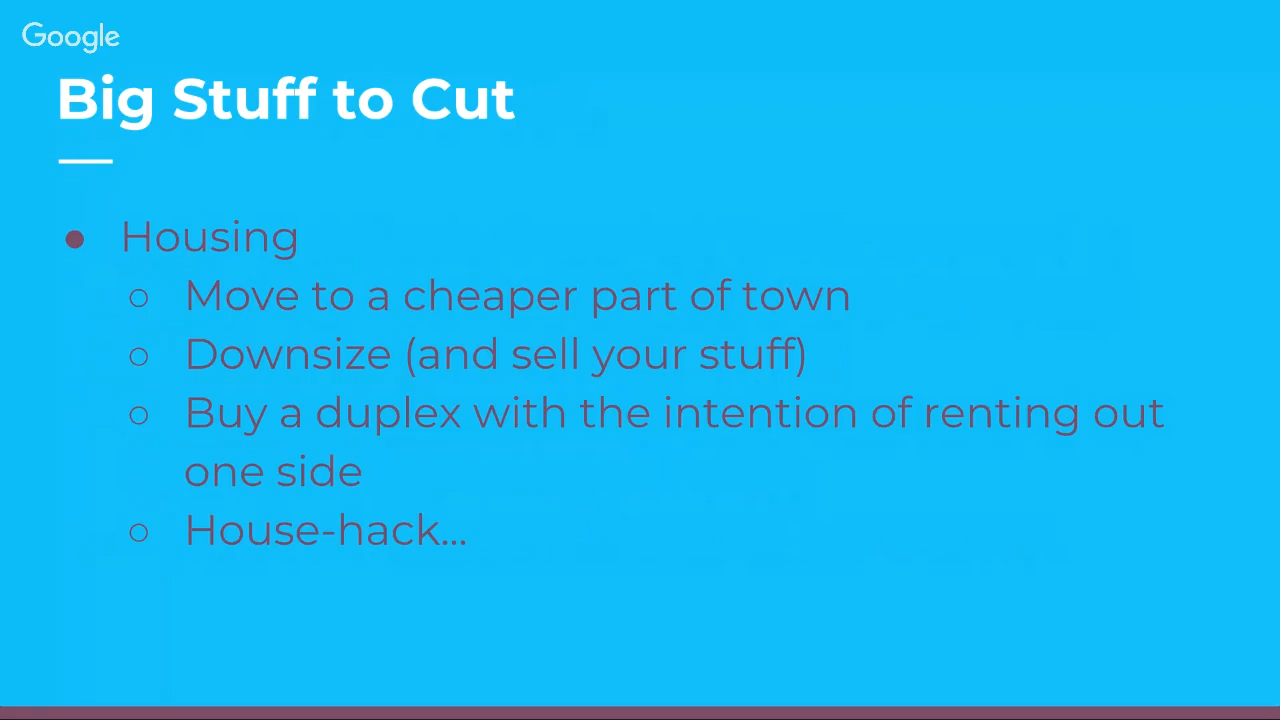 Google
Big Stuff to Cut
● Housing
○ Move to a cheaper part of town
○ Downsize (and sell your stuff)
○ Buy a duplex with the intention of renting out
one side
○ House-hack...